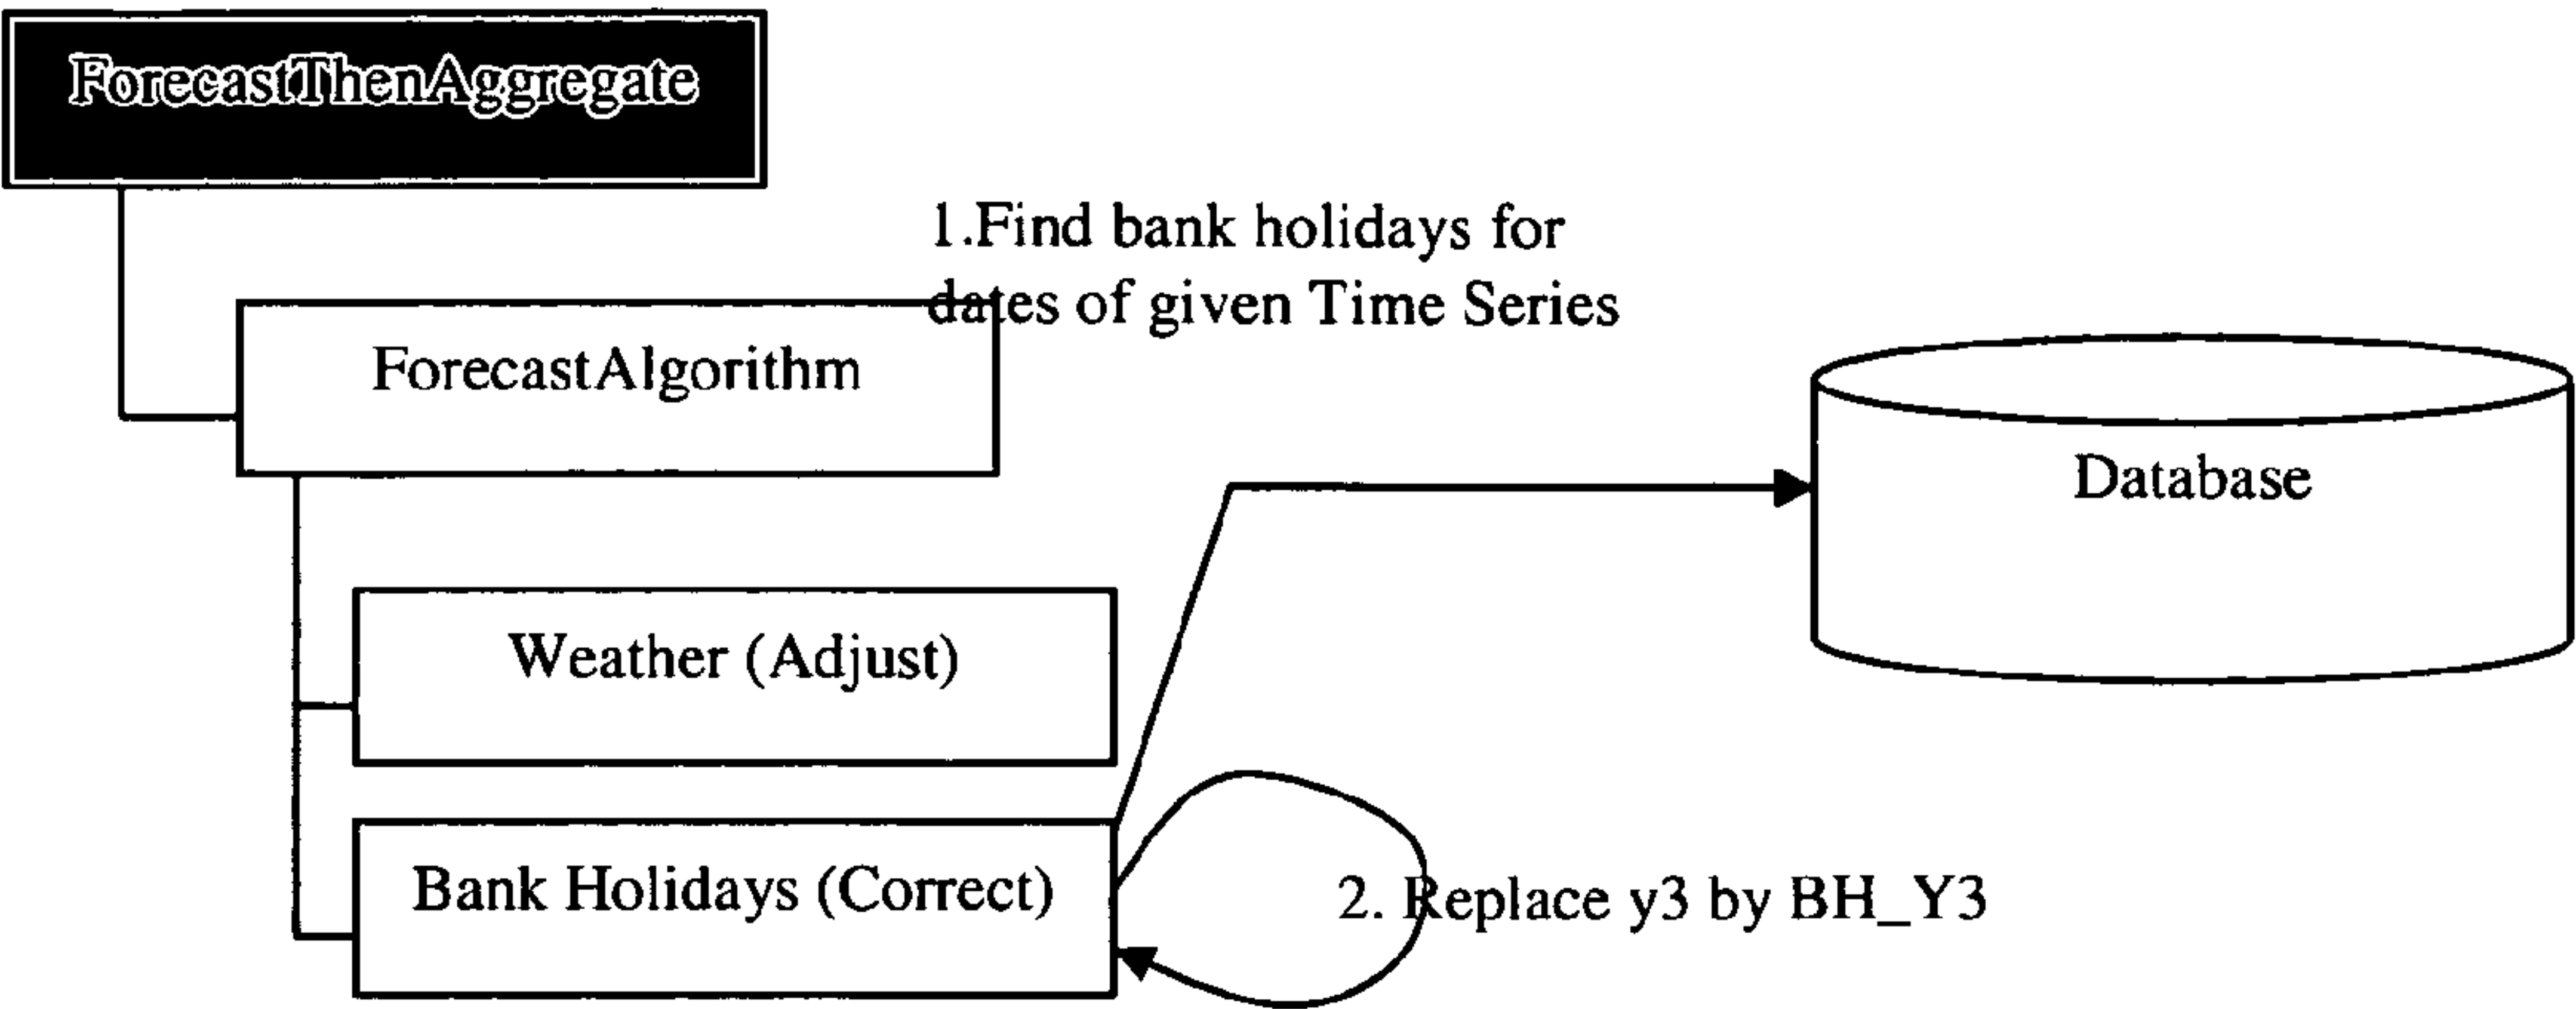 ForecastThenAggregate
1.Find bank holidays for
dates of given Time Series
ForecastAlgorithm
Database
Weather (Adjust)
Bank Holidays (Correct)
2. Replace y3 by BH_Y3